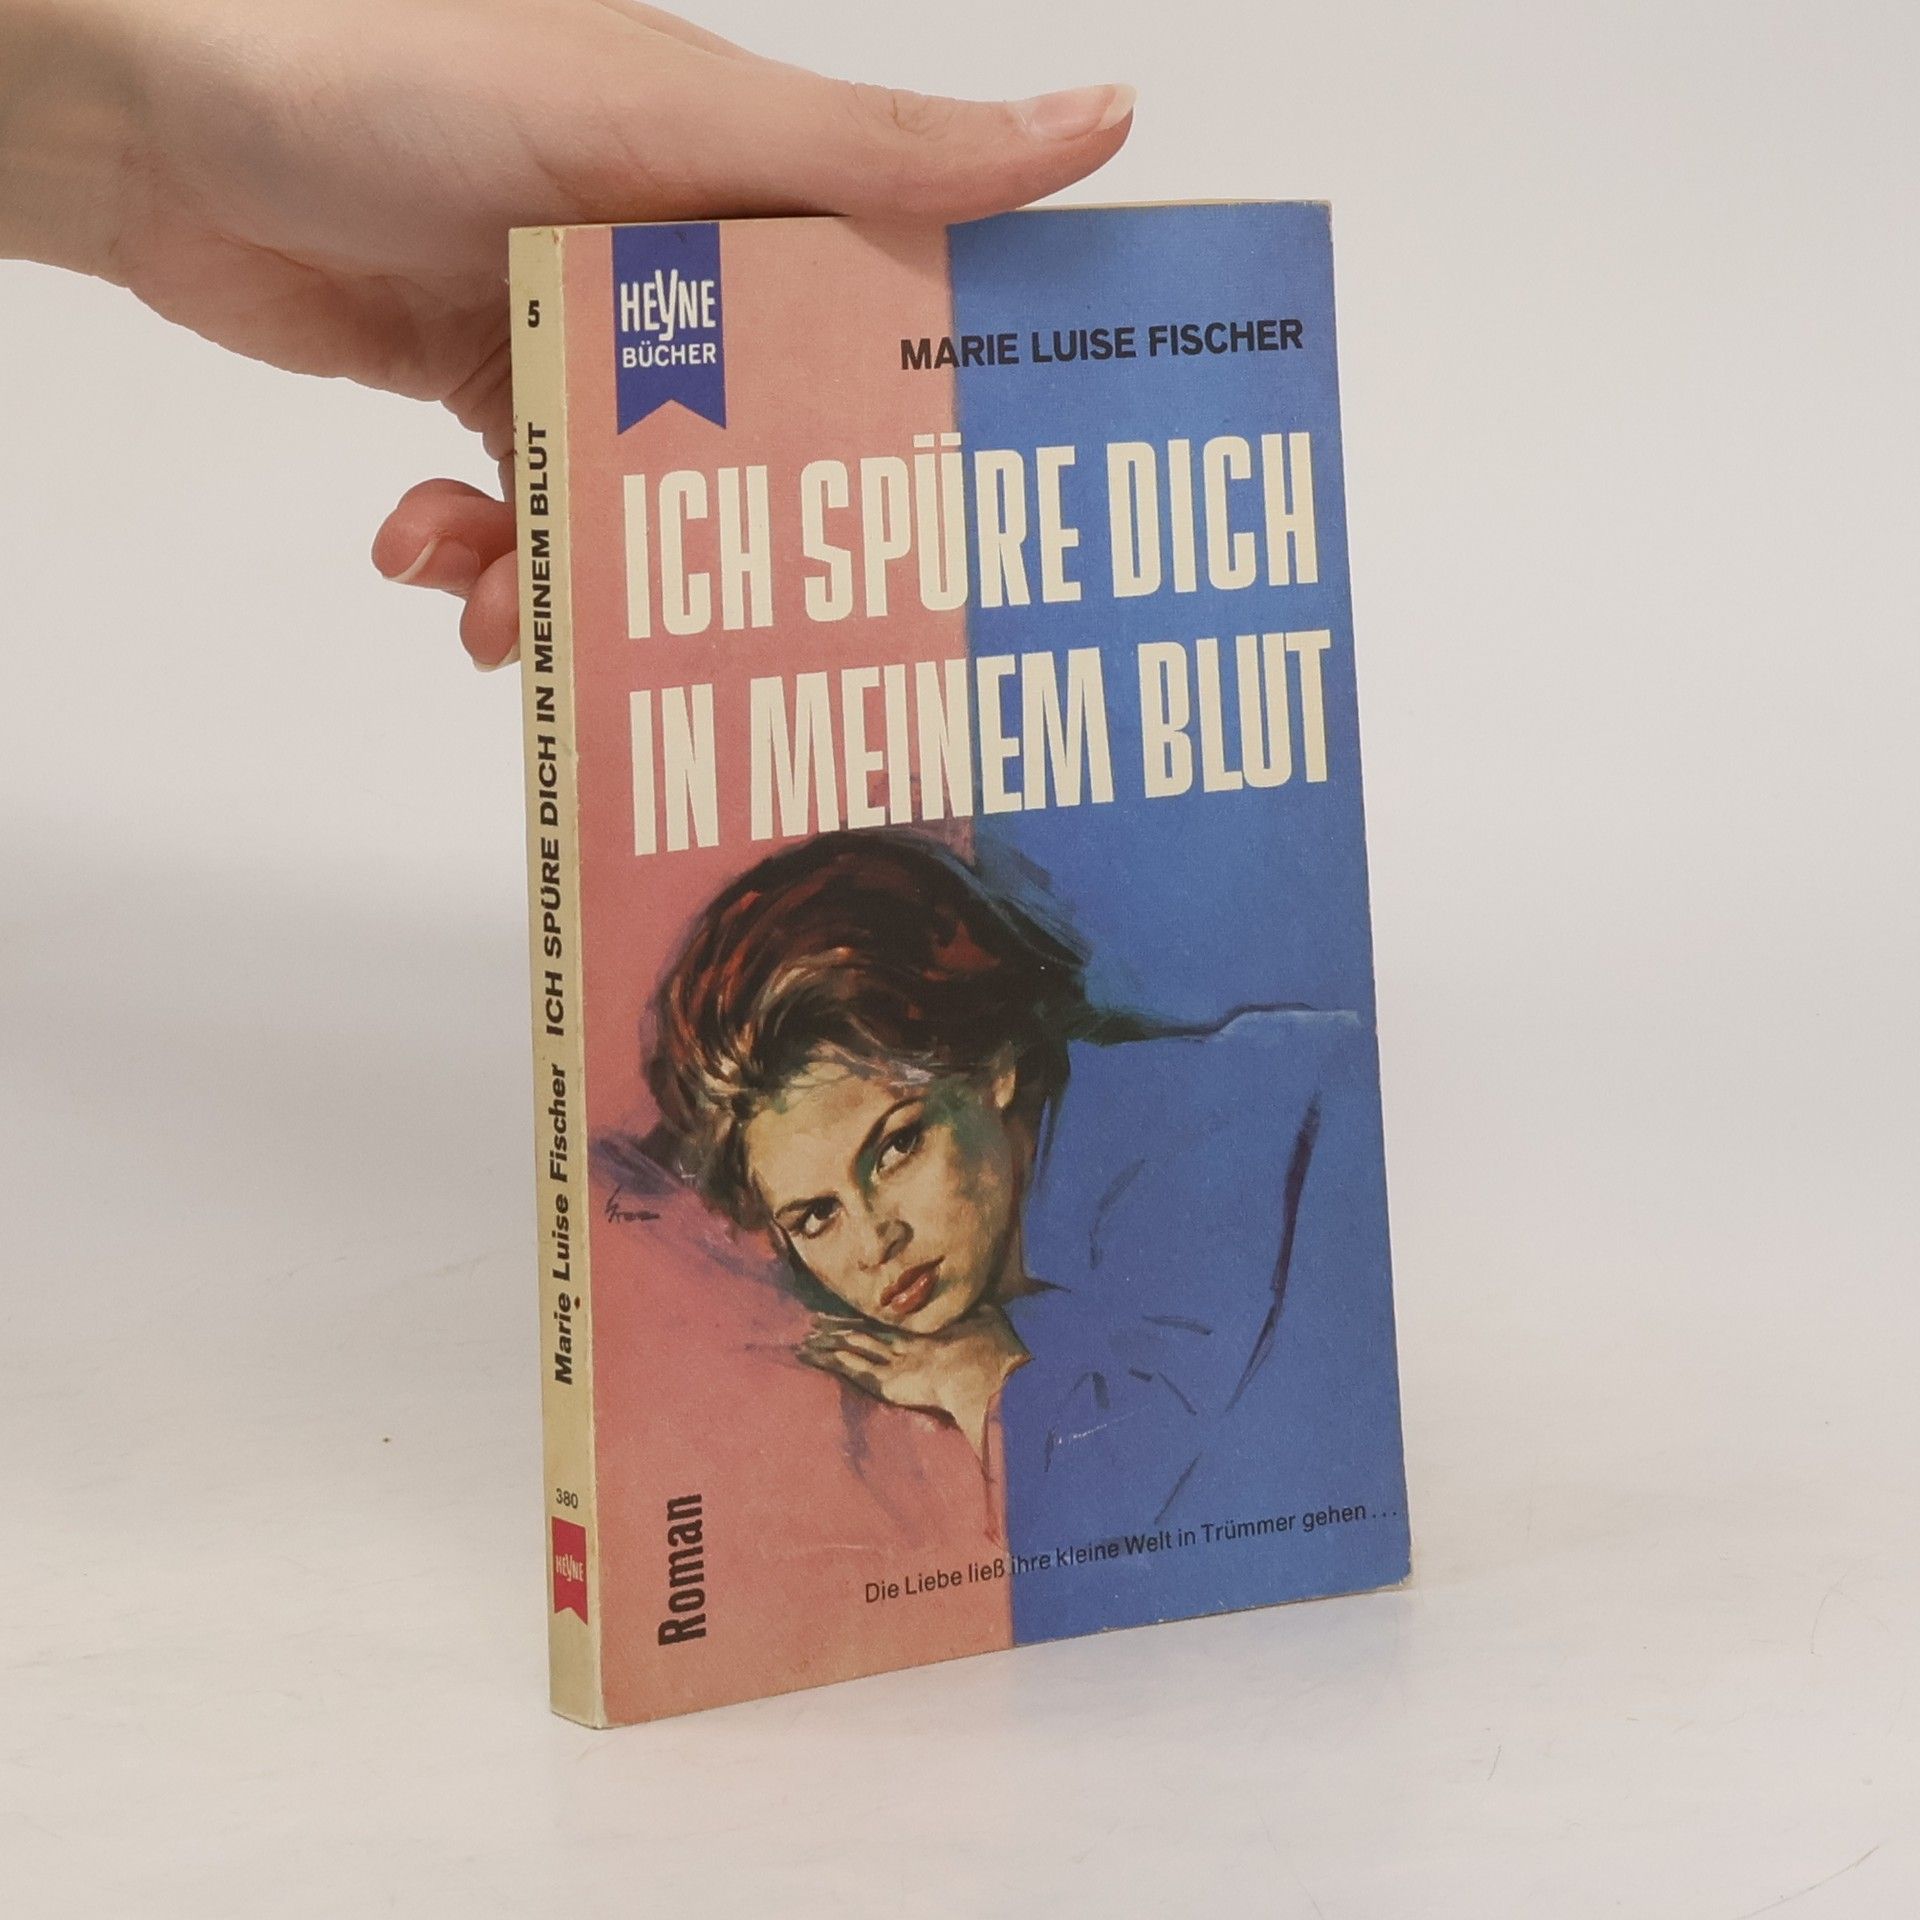 5
Marie Luise Fischer ICH SPÜRE DICH IN MEINEM BLUT
380
HEYNE
HEYNE
BÜCHER
MARIE LUISE FISCHER
ICH SPÜRE DICH
IN MEINEM BLUT
Roman
Die Liebe ließ ihre kleine Welt in Trümmer gehen...